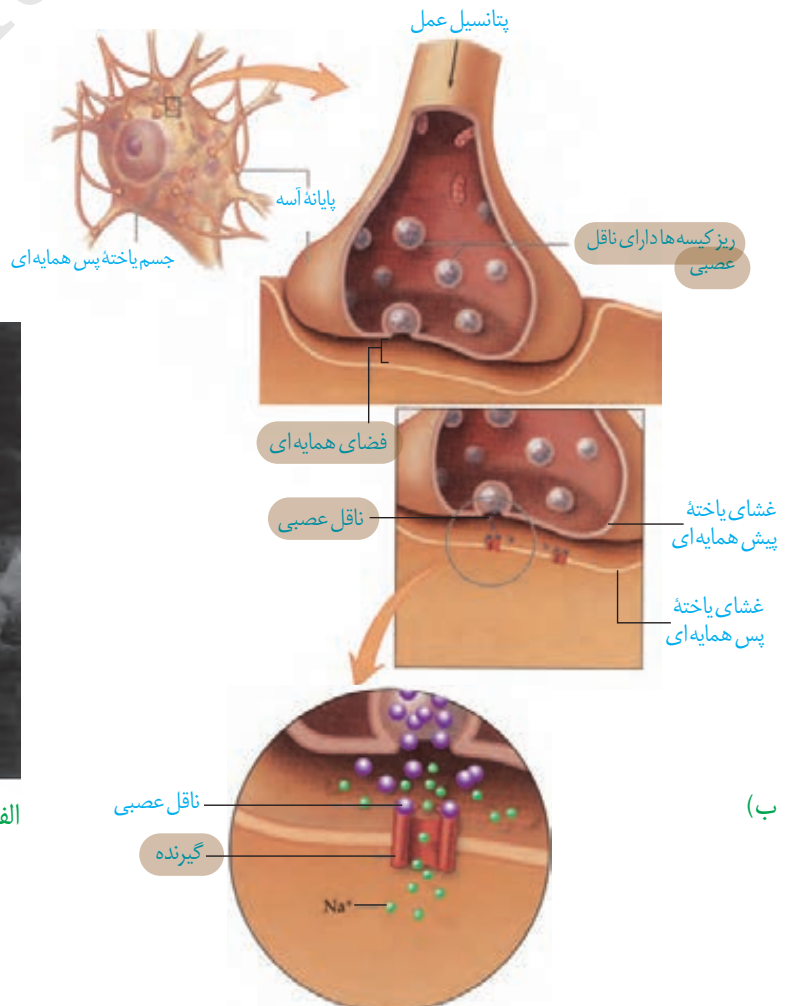 پتانسیل عمل
پایانهٔ آسه
جسم یاختهٔ پس همایه‌ای
ریزکیسه‌ها دارای ناقل
عصبی
فضای همایه‌ای
ناقل عصبی
غشای یاختهٔ
پیش همایه‌ای
غشای یاختهٔ
پس همایه‌ای
ناقل عصبی
گیرنده
Na⁺
ب)
الف